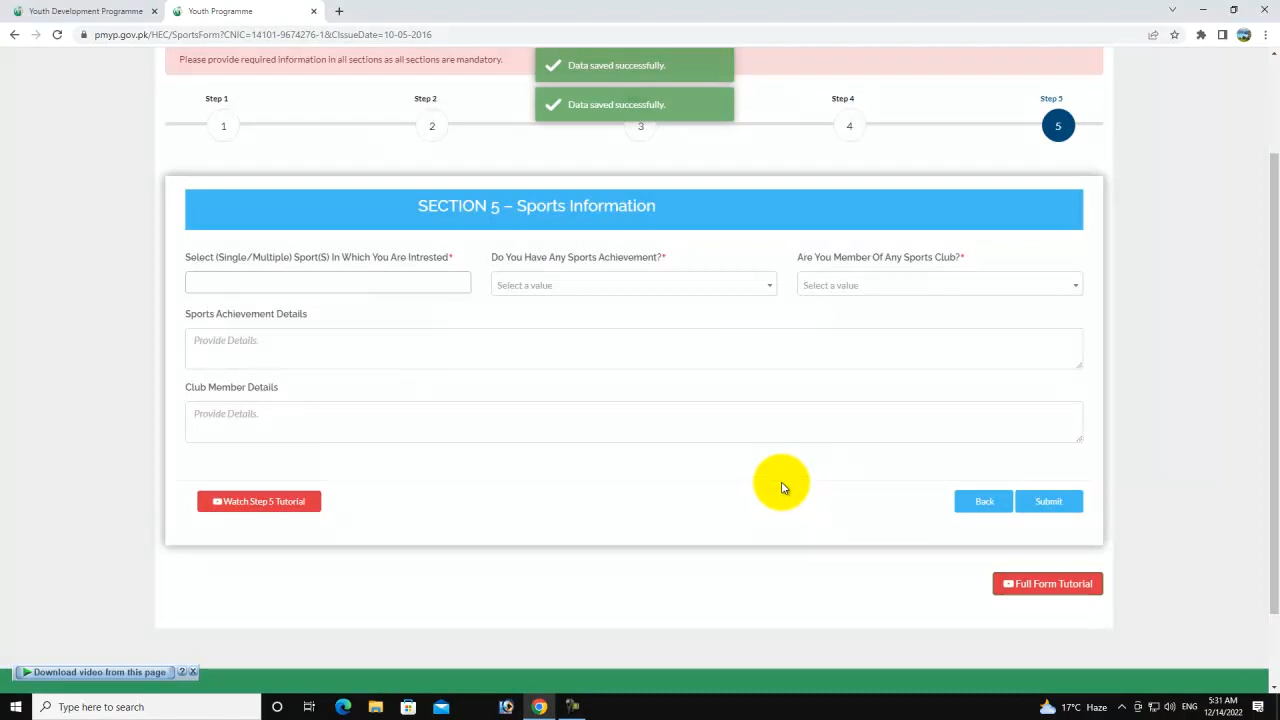 Youth Development Programme
Youth Programme
pmyp.gov.pk/HEC/SportsForm?CNIC=14101-9674276-1&CIssueDate=10-05-2016
Please provide required information in all sections as all sections are mandatory.
Data saved successfully.
Data saved successfully.
Step 1
Step 2
Step 4
Step 5
1
2
3
4
5
SECTION 5 – Sports Information
Select (Single/Multiple) Sport(S) In Which You Are Intrested*
Do You Have Any Sports Achievement?*
Are You Member Of Any Sports Club?*
Select a value
Select a value
Sports Achievement Details
Provide Details.
Club Member Details
Provide Details.
Watch Step 5 Tutorial
Back
Submit
Full Form Tutorial
Download video from this page
?
X
Type here to search
17°C Haze
ENG
5:31 AM
12/14/2022